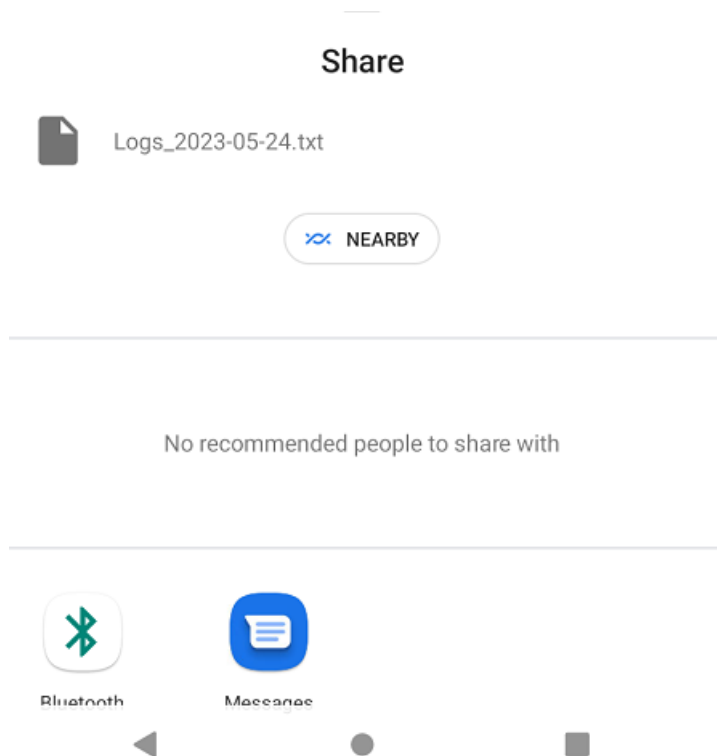 Share
Logs_2023-05-24.txt
NEARBY
No recommended people to share with
Bluetooth
Messages